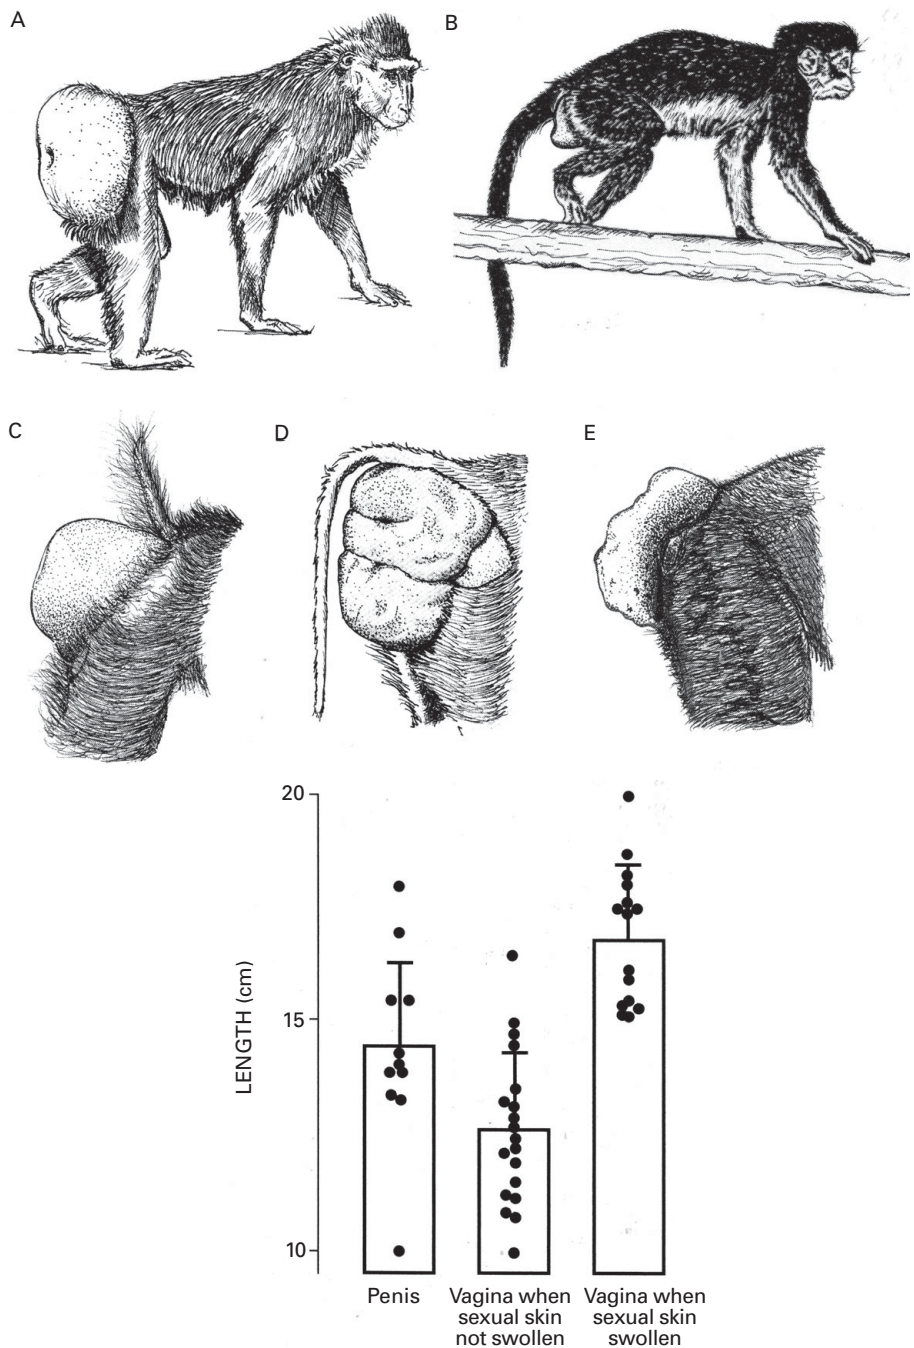 A
B
C
D
E
20
15
10
LENGTH (cm)
Penis
Vagina when
sexual skin
not swollen
Vagina when
sexual skin
swollen